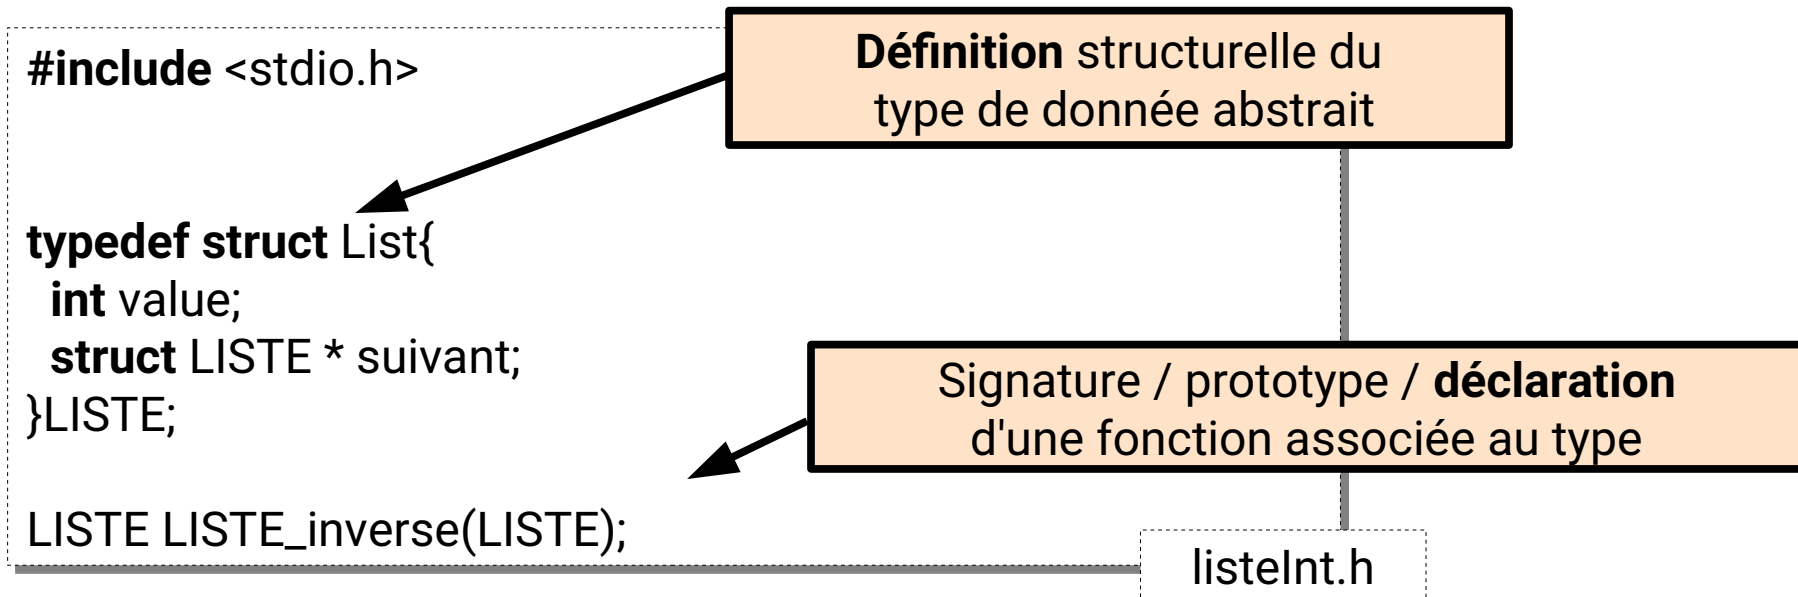 #include <stdio.h>
Définition structurelle du
type de donnée abstrait
typedef struct List{
int value;
struct LISTE * suivant;
}LISTE;
Signature / prototype / déclaration
d'une fonction associée au type
LISTE LISTE_inverse(LISTE);
listeInt.h